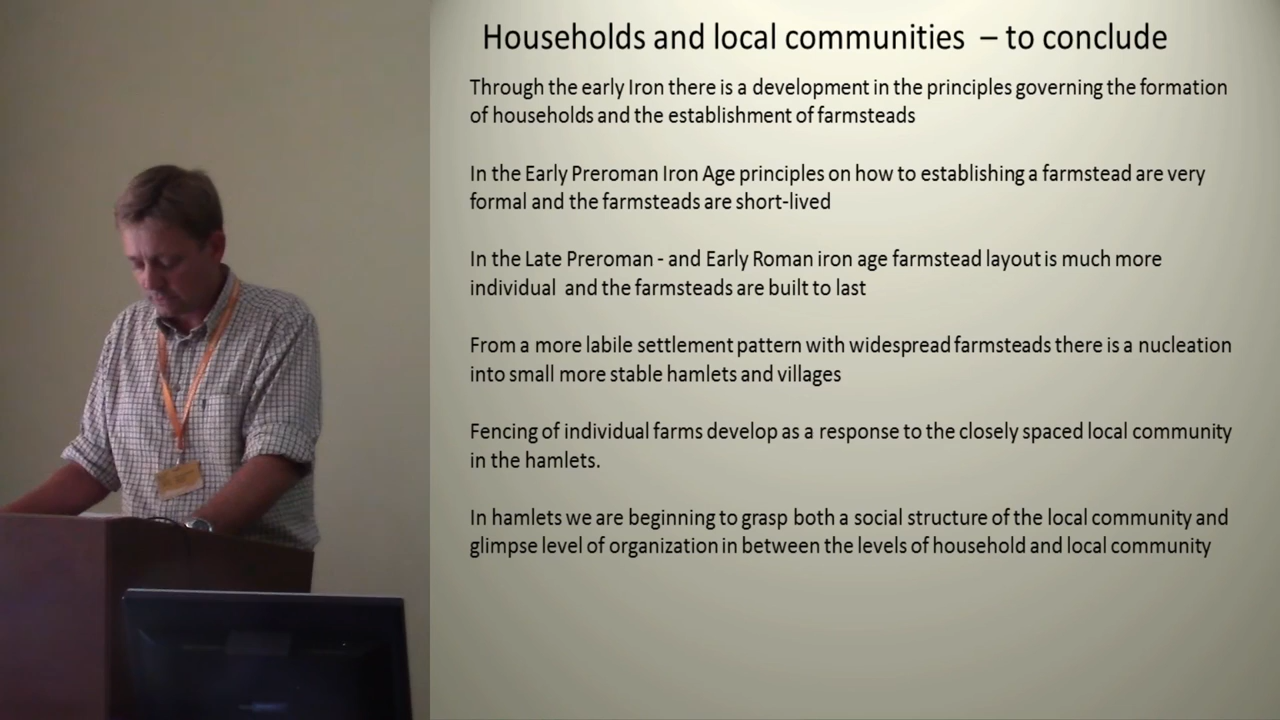 Households and local communities – to conclude
Through the early Iron there is a development in the principles governing the formation
of households and the establishment of farmsteads
In the Early Preroman Iron Age principles on how to establishing a farmstead are very
formal and the farmsteads are short-lived
In the Late Preroman - and Early Roman iron age farmstead layout is much more
individual and the farmsteads are built to last
From a more labile settlement pattern with widespread farmsteads there is a nucleation
into small more stable hamlets and villages
Fencing of individual farms develop as a response to the closely spaced local community
in the hamlets.
In hamlets we are beginning to grasp both a social structure of the local community and
glimpse level of organization in between the levels of household and local community